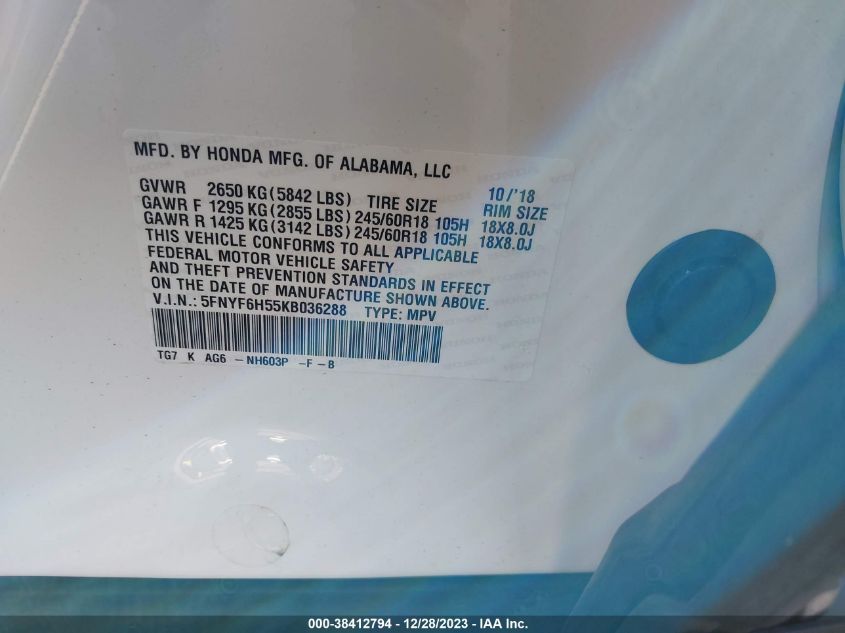 MFD. BY HONDA MFG. OF ALABAMA, LLC
10/'18
GVWR 2650 KG (5842 LBS) TIRE SIZE RIM SIZE
GAWR F 1295 KG (2855 LBS) 245/60R18 105H 18X8.0J
GAWR R 1425 KG (3142 LBS) 245/60R18 105H 18X8.0J
THIS VEHICLE CONFORMS TO ALL APPLICABLE
FEDERAL MOTOR VEHICLE SAFETY
AND THEFT PREVENTION STANDARDS IN EFFECT
ON THE DATE OF MANUFACTURE SHOWN ABOVE.
V.I.N.: 5FNYF6H55KB036288 TYPE: MPV
TG7 K AG6 - NH603P - F - B
000-38412794 - 12/28/2023 - IAA Inc.